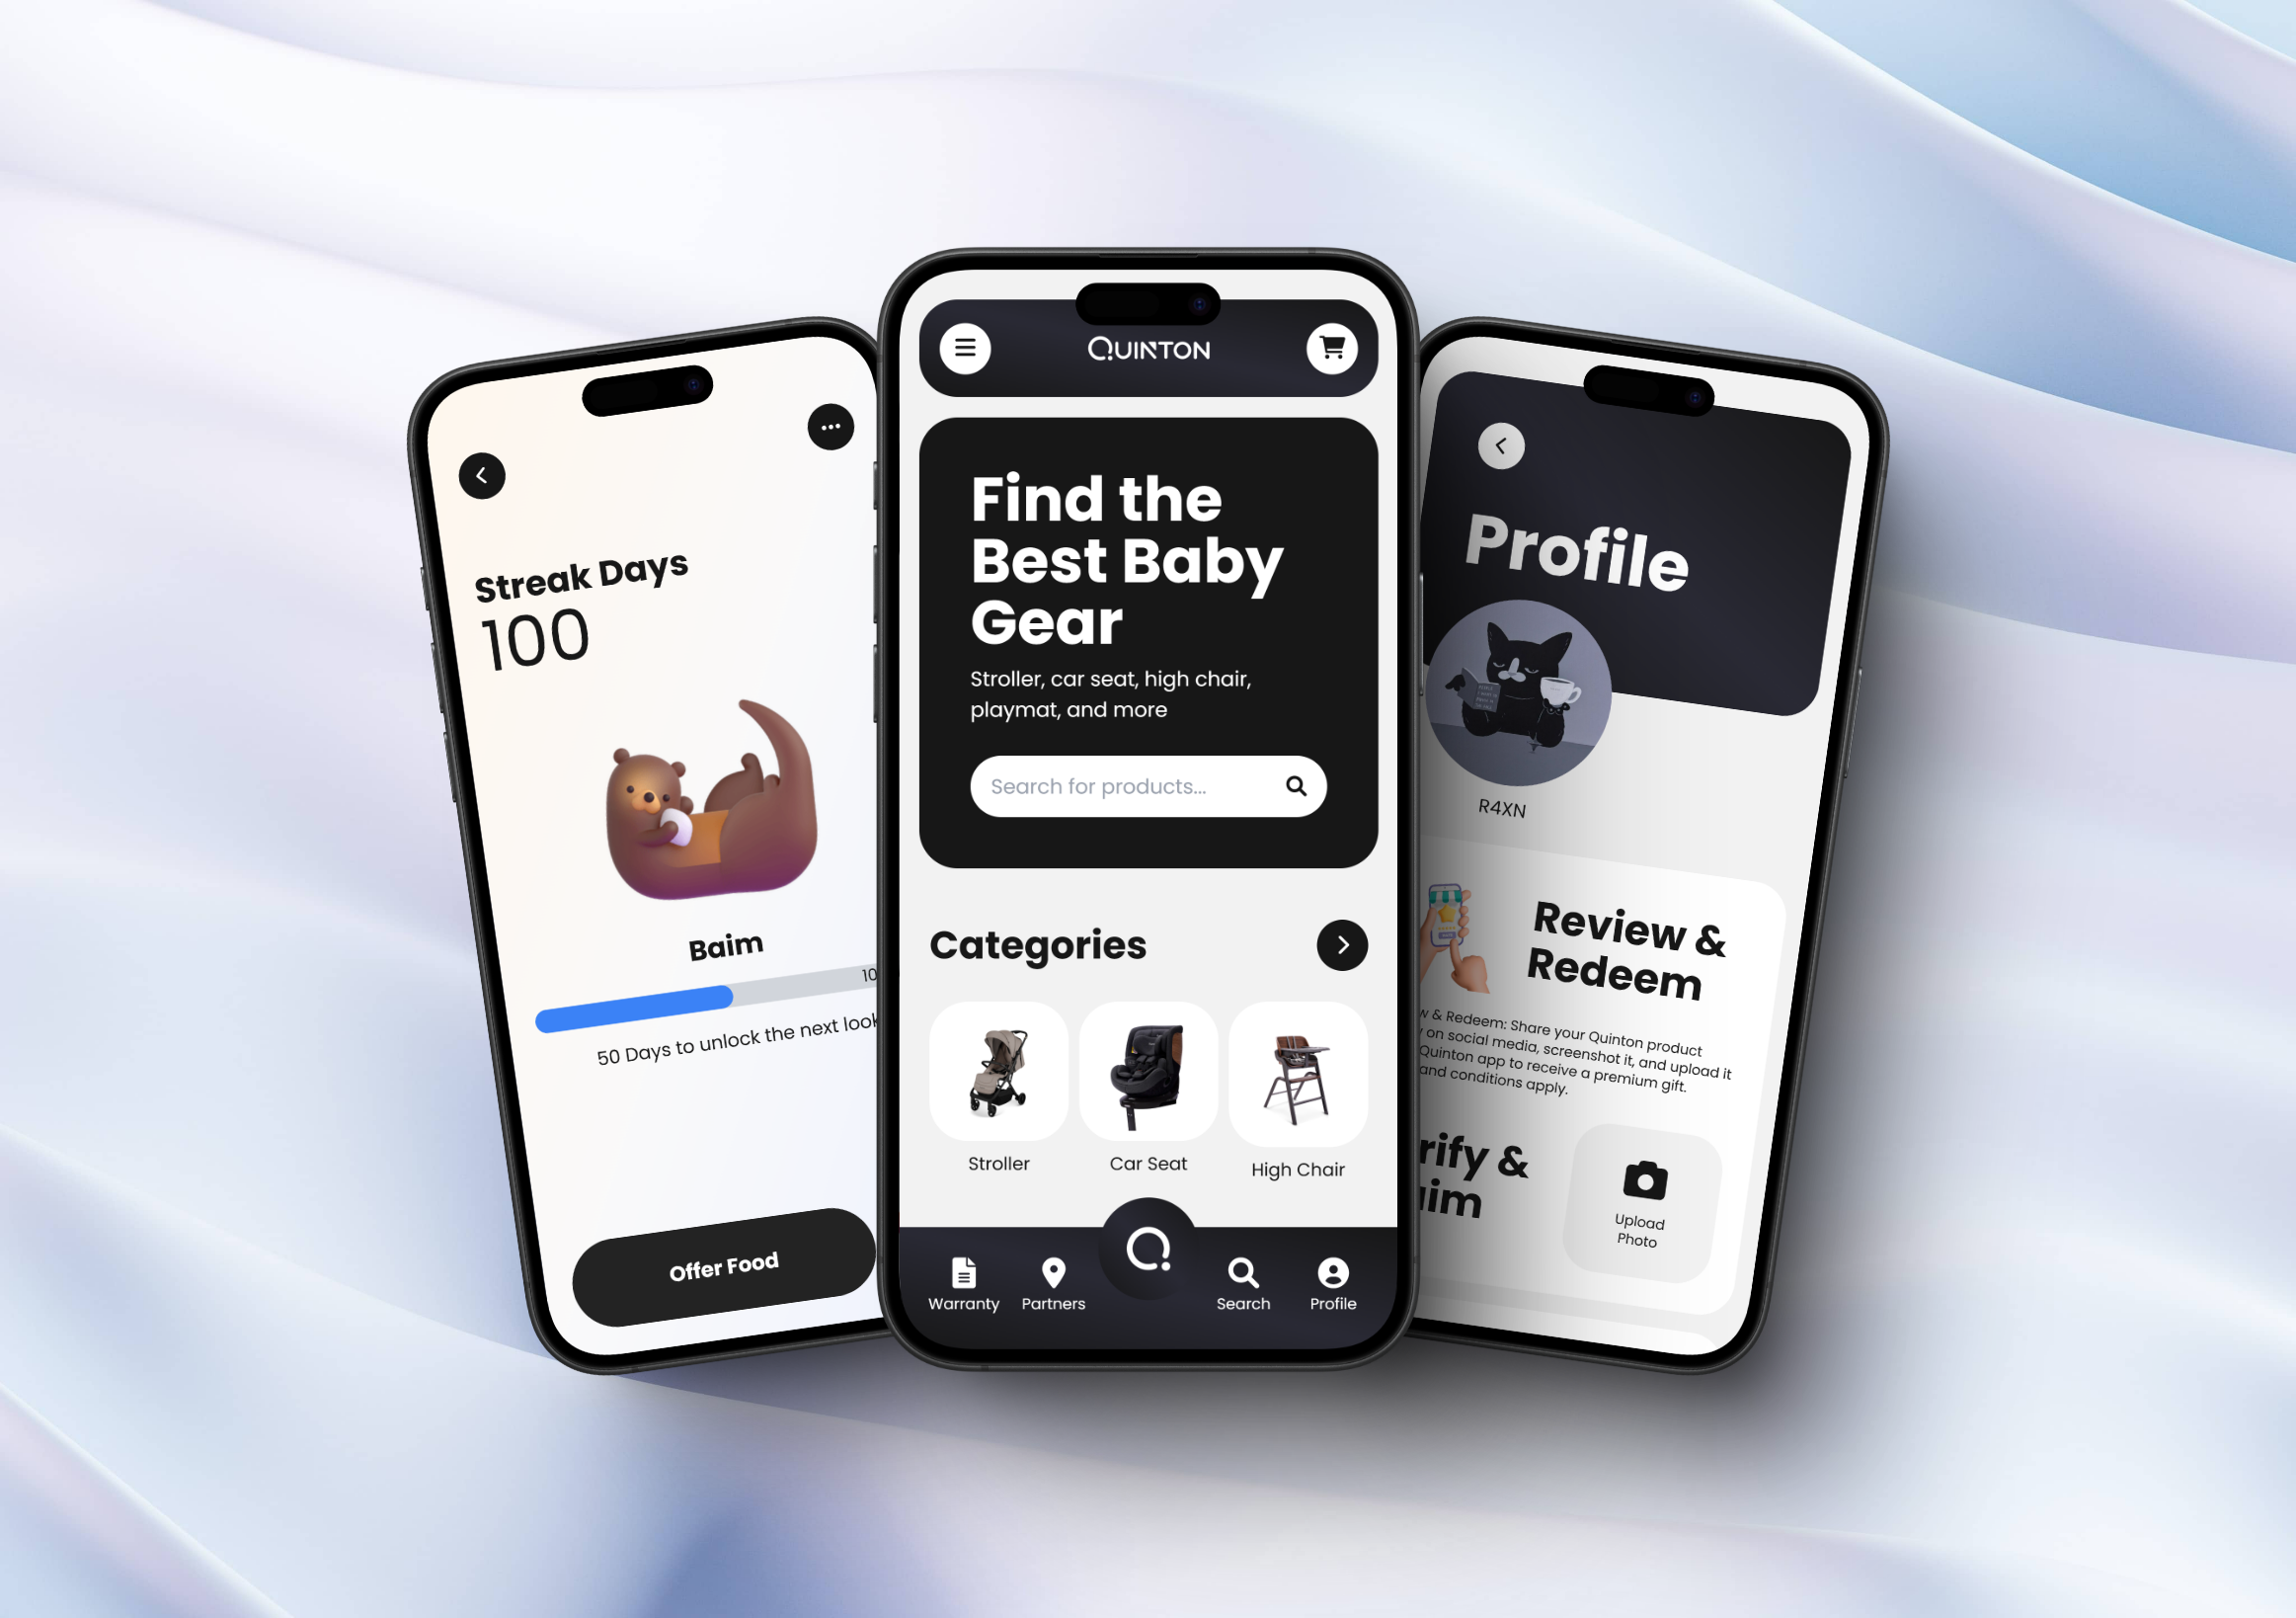 Streak Days
100
Baim
10
50 Days to unlock the next look
Offer Food
QUINTON
Find the
Best Baby
Gear
Stroller, car seat, high chair,
playmat, and more
Search for products...
Categories
Stroller
Car Seat
High Chair
Warranty
Partners
Search
Profile
Profile
R4XN
Review &
Redeem
& Redeem: Share your Quinton product
on social media, screenshot it, and upload it
Quinton app to receive a premium gift.
and conditions apply.
rify &
im
Upload
Photo